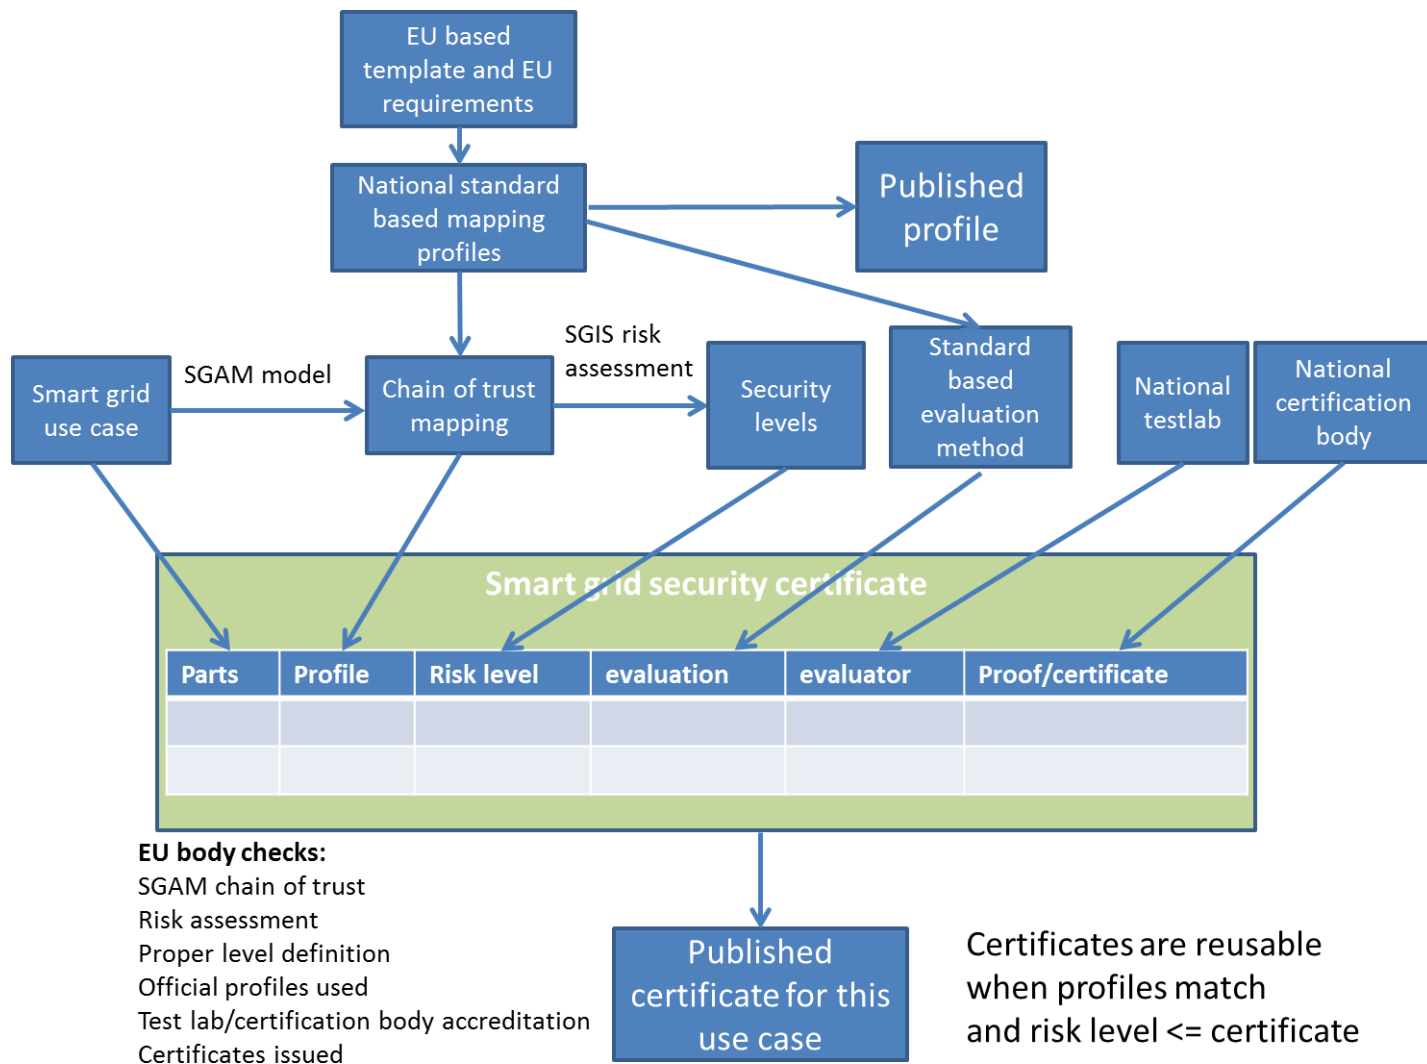 EU based
template and EU
requirements
National standard
based mapping
profiles
Published
profile
Smart grid
use case
SGAM model
Chain of trust
mapping
SGIS risk
assessment
Security
levels
Standard
based
evaluation
method
National
testlab
National
certification
body
Smart grid security certificate
Parts
Profile
Risk level
evaluation
evaluator
Proof/certificate
EU body checks:
SGAM chain of trust
Risk assessment
Proper level definition
Official profiles used
Test lab/certification body accreditation
Certificates issued
Published
certificate for this
use case
Certificates are reusable
when profiles match
and risk level <= certificate